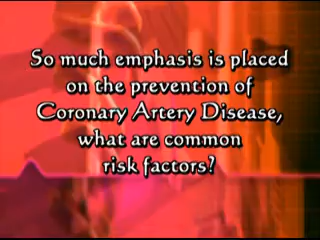 So much emphasis is placed
on the prevention of
Coronary Artery Disease,
what are common
risk factors?